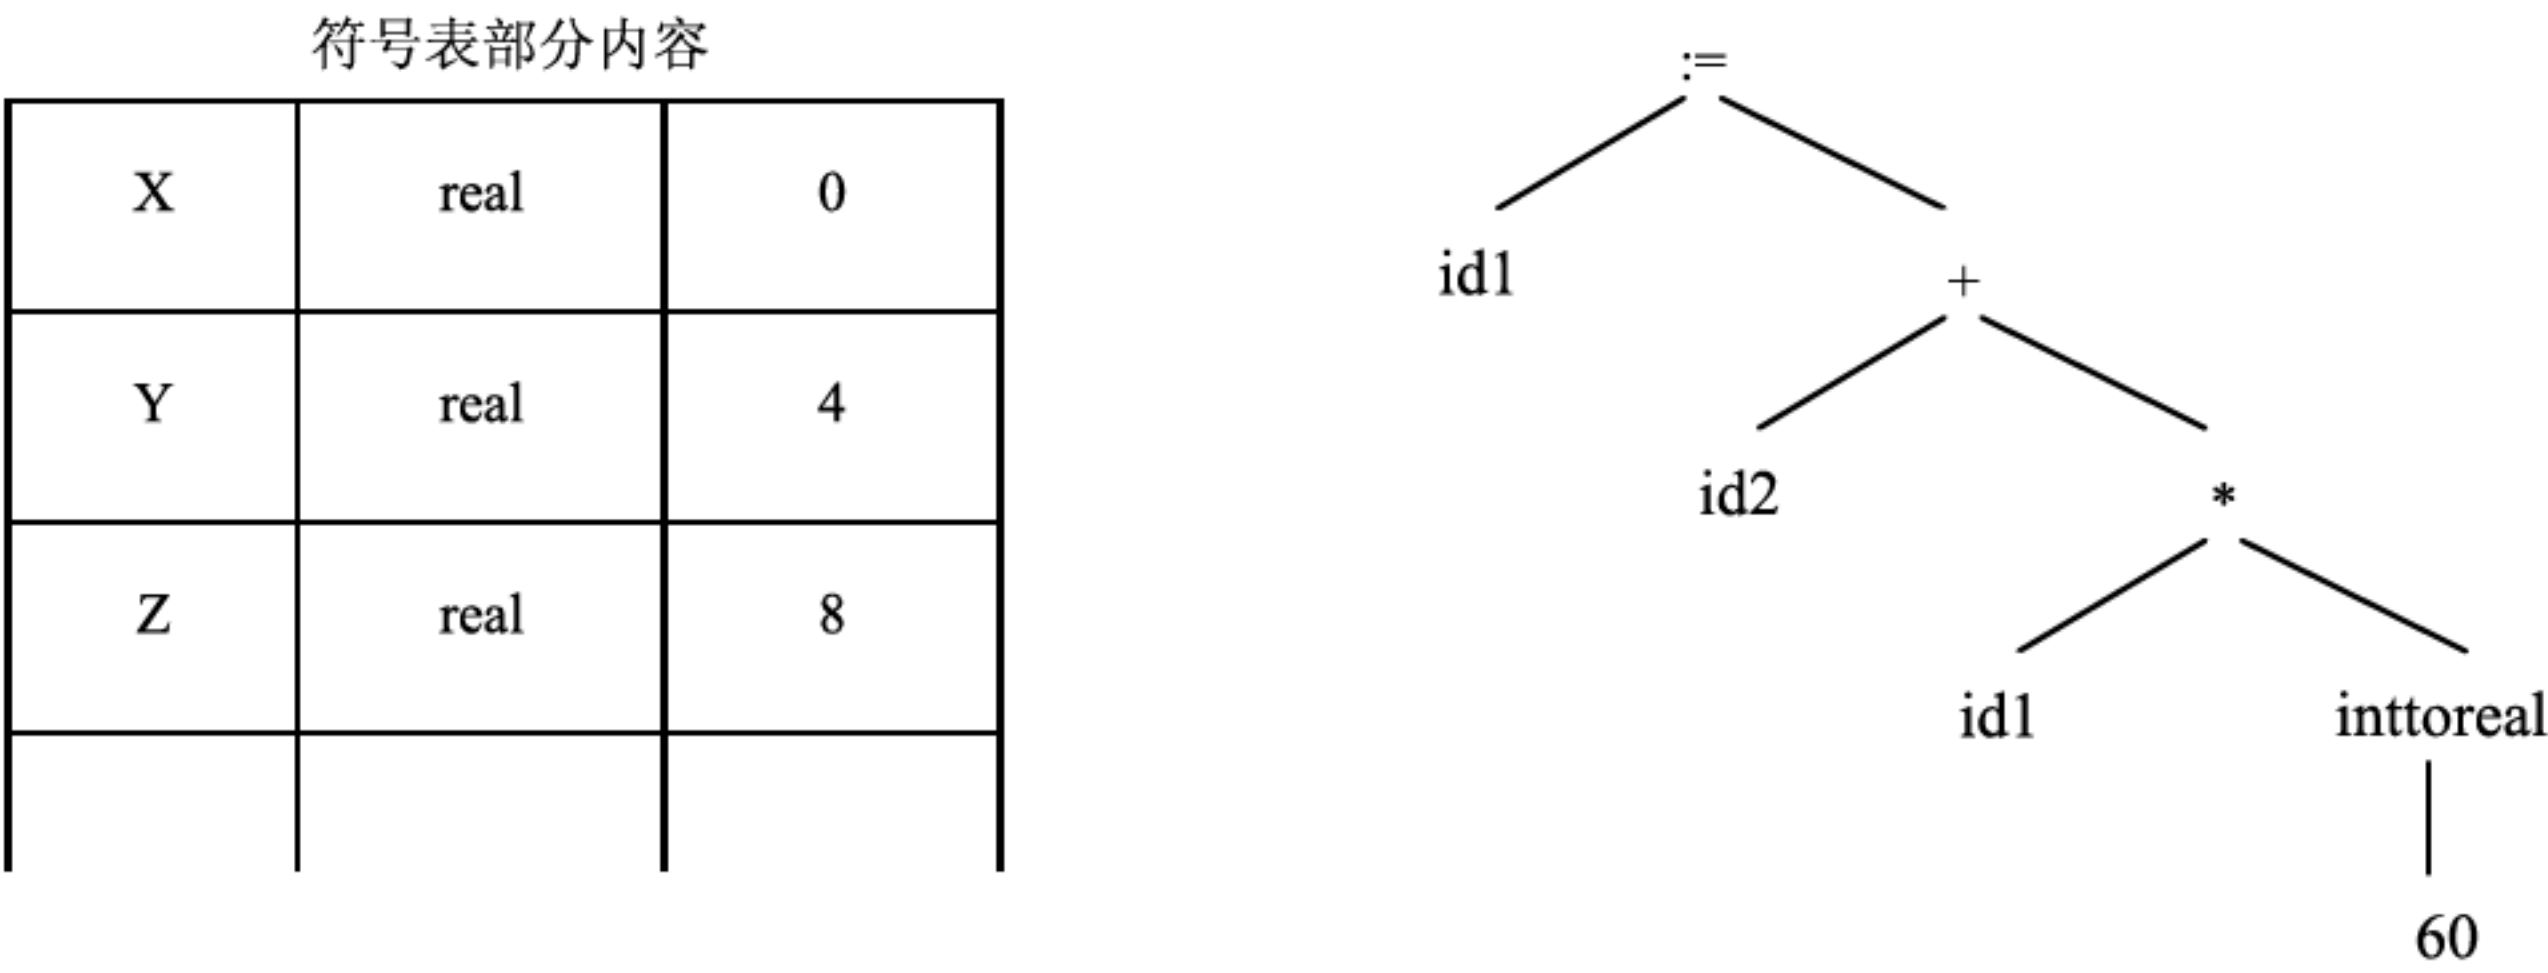 符号表部分内容
X real 0
Y real 4
Z real 8
:=
id1
+
id2
*
id1 inttoreal
60